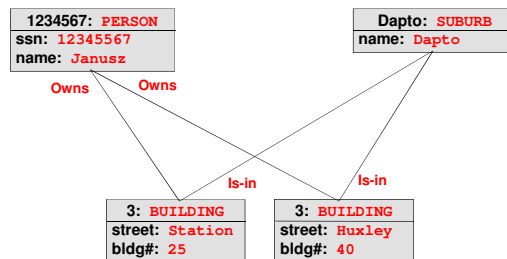 1234567: PERSON
ssn: 12345567
name: Janusz
Dapto: SUBURB
name: Dapto
Owns
Owns
Is-in
Is-in
3: BUILDING
street: Station
bldg#: 25
3: BUILDING
street: Huxley
bldg#: 40